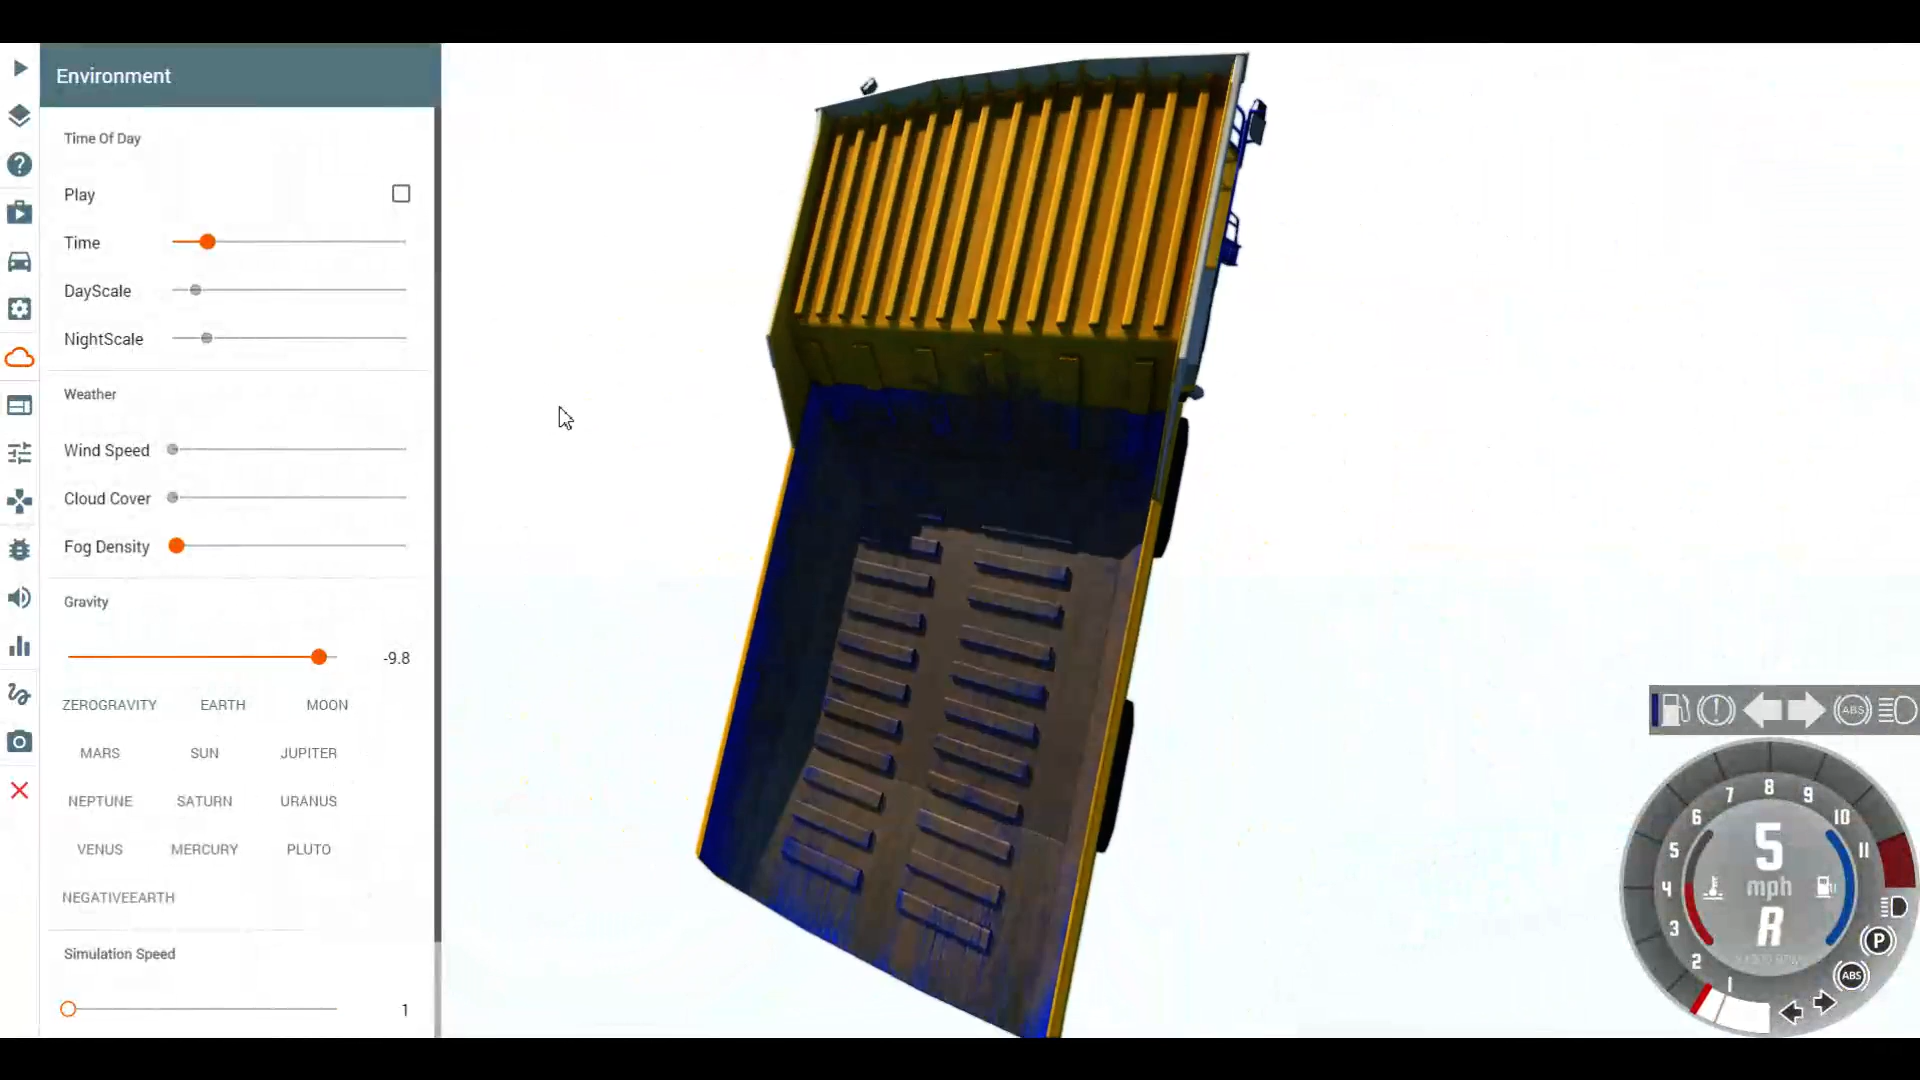 Environment
Time Of Day
Play
Time
DayScale
NightScale
Weather
Wind Speed
Cloud Cover
Fog Density
Gravity
-9.8
ZEROGRAVITY EARTH MOON
MARS SUN JUPITER
NEPTUNE SATURN URANUS
VENUS MERCURY PLUTO
NEGATIVEEARTH
Simulation Speed
1
ABS
1 2 3 4 5 6 7 8 9 10 11
5
mph
R
P
ABS